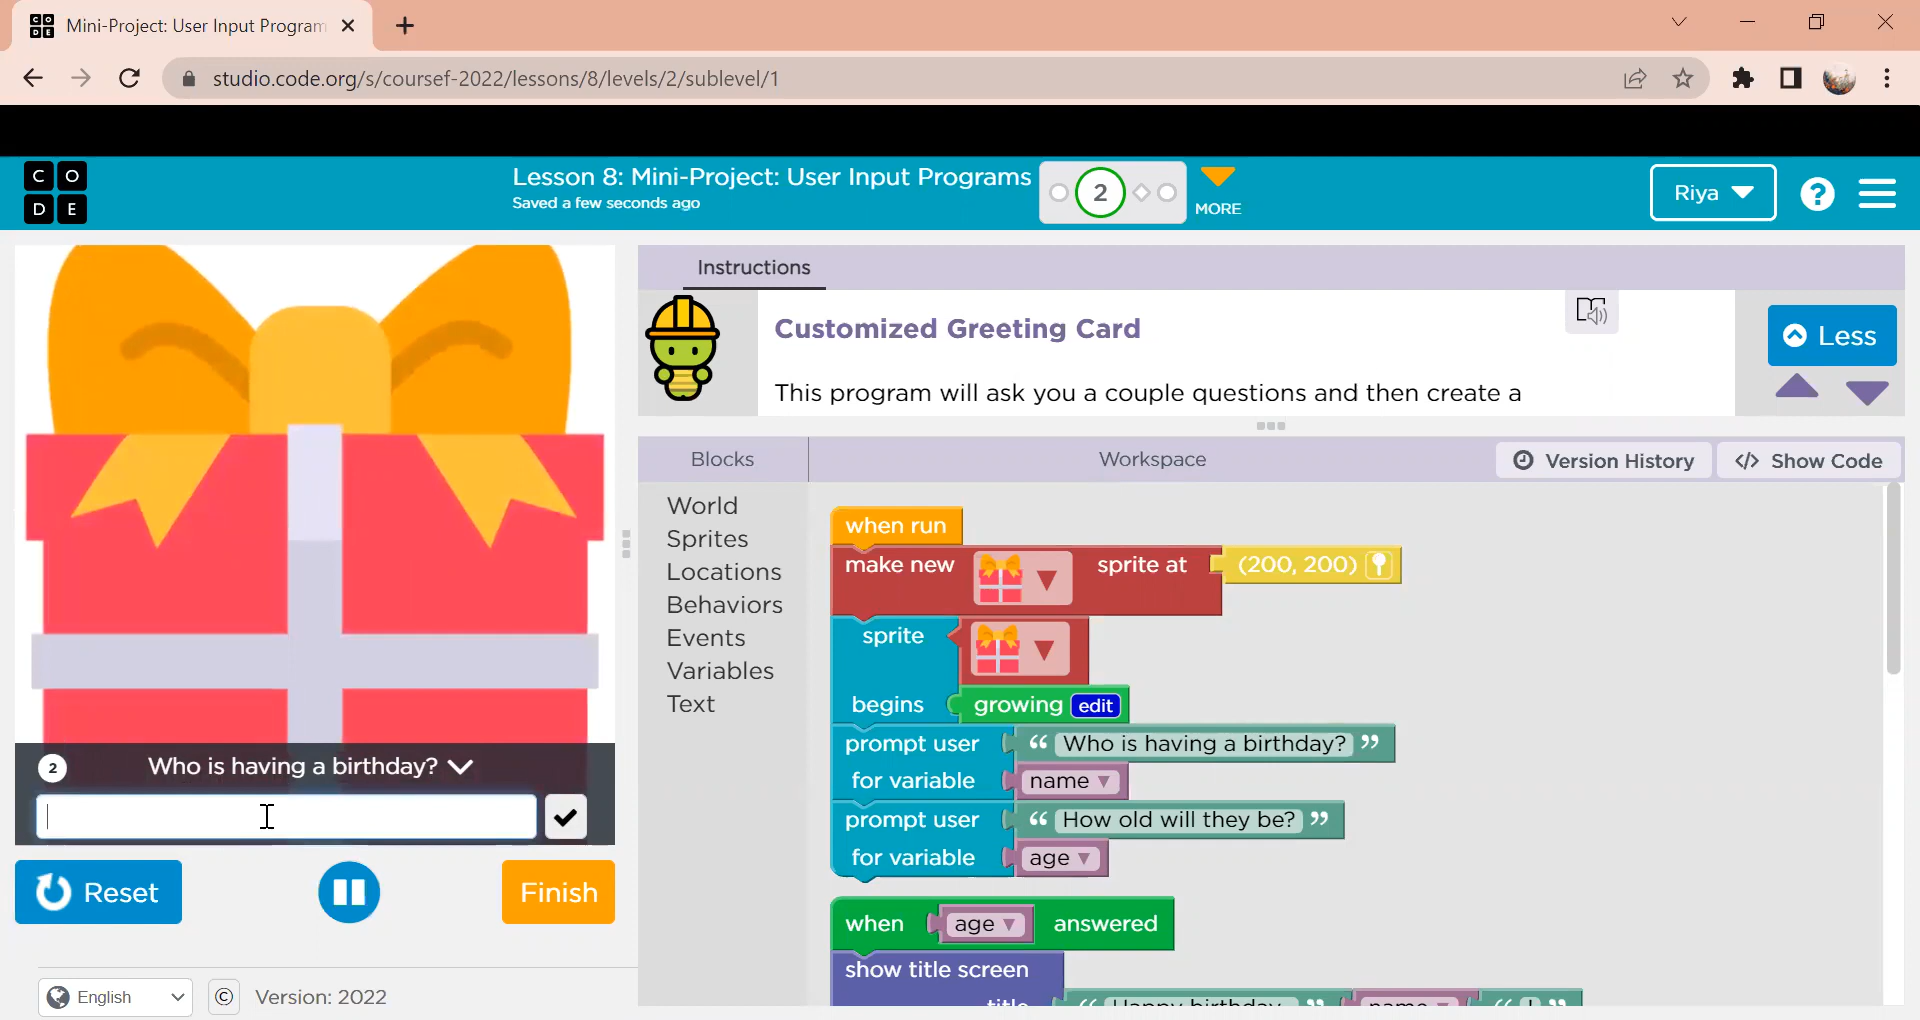 Mini-Project: User Input Program
studio.code.org/s/coursef-2022/lessons/8/levels/2/sublevel/1
C O
D E
Lesson 8: Mini-Project: User Input Programs
Saved a few seconds ago
2
MORE
Riya
?
Instructions
Customized Greeting Card
This program will ask you a couple questions and then create a
Less
Blocks
Workspace
Version History
</> Show Code
World
Sprites
Locations
Behaviors
Events
Variables
Text
when run
make new sprite at (200, 200)
sprite
begins growing edit
prompt user “ Who is having a birthday? ”
for variable name
prompt user “ How old will they be? ”
for variable age
when age answered
show title screen
title “ Happy birthday, ” name “ ! ”
2 Who is having a birthday?
Reset
Finish
English
© Version: 2022